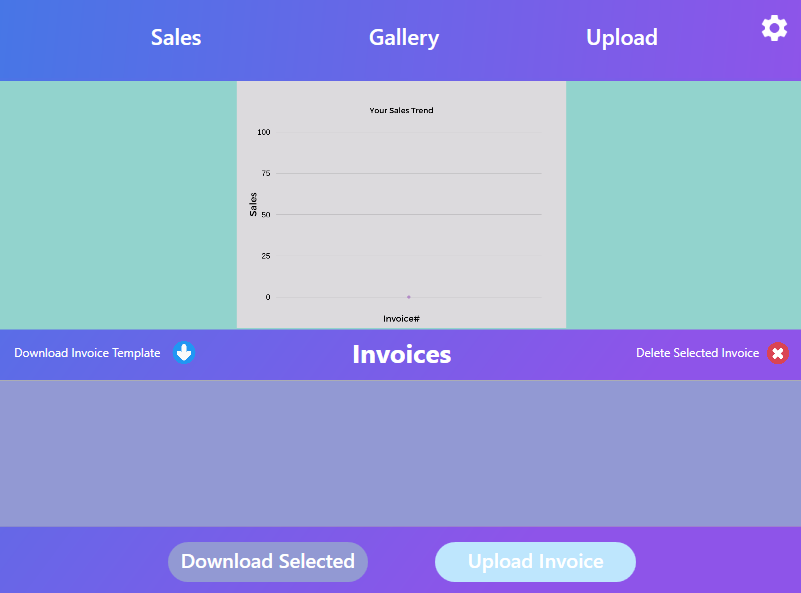 Sales
Gallery
Upload
Your Sales Trend
100
75
50
25
0
Sales
Invoice#
Download Invoice Template
Invoices
Delete Selected Invoice
Download Selected
Upload Invoice